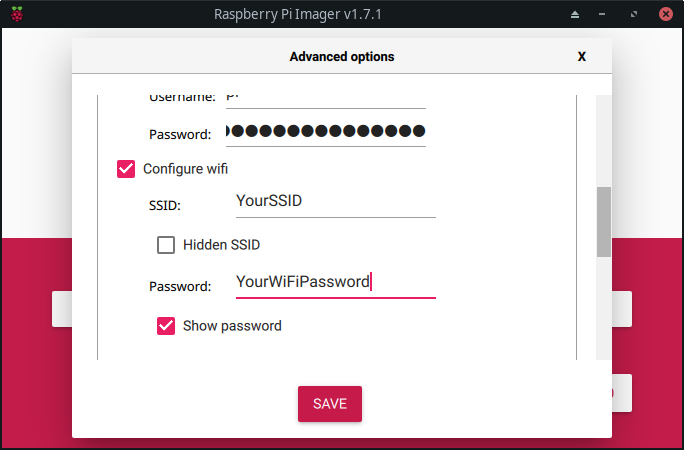 Raspberry Pi Imager v1.7.1
Advanced options X
Username:
Password: ●●●●●●●●●●●●●●●
Configure wifi
SSID: YourSSID
Hidden SSID
Password: YourWiFiPassword
Show password
SAVE